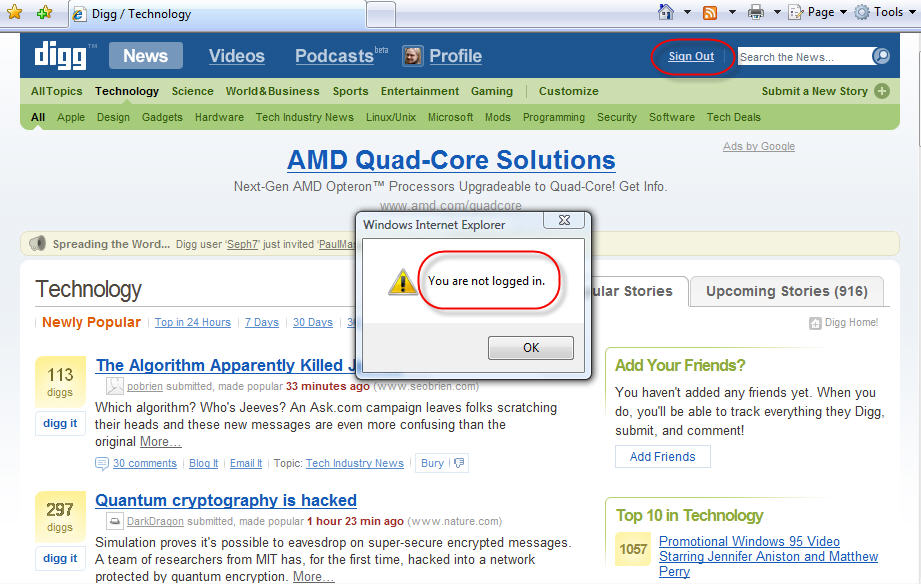 Digg / Technology
Page
Tools
digg™
News
Videos
Podcasts beta
Profile
Sign Out
Search the News...
All Topics Technology Science World & Business Sports Entertainment Gaming Customize Submit a New Story
All Apple Design Gadgets Hardware Tech Industry News Linux/Unix Microsoft Mods Programming Security Software Tech Deals
AMD Quad-Core Solutions
Ads by Google
Next-Gen AMD Opteron™ Processors Upgradeable to Quad-Core! Get Info.
www.amd.com/quadcore
Windows Internet Explorer
You are not logged in.
OK
Spreading the Word... Digg user 'Seph7' just invited
Technology
Stories
Upcoming Stories (916)
Newly Popular Top in 24 Hours 7 Days 30 Days
Digg Home!
113
diggs
digg it
The Algorithm Apparently Killed
pobrien submitted, made popular 33 minutes ago (www.seobrien.com)
Which algorithm? Who's Jeeves? An Ask.com campaign leaves folks scratching
their heads and these new messages are even more confusing than the
original More…
30 comments Blog It Email It Topic: Tech Industry News Bury
297
diggs
digg it
Quantum cryptography is hacked
DarkDragon submitted, made popular 1 hour 23 min ago (www.nature.com)
Simulation proves it's possible to eavesdrop on super-secure encrypted messages.
A team of researchers from MIT has, for the first time, hacked into a network
protected by quantum encryption. More…
Add Your Friends?
You haven't added any friends yet. When you
do, you'll be able to track everything they Digg,
submit, and comment!
Add Friends
Top 10 in Technology
1057
Promotional Windows 95 Video
Starring Jennifer Aniston and Matthew
Perry